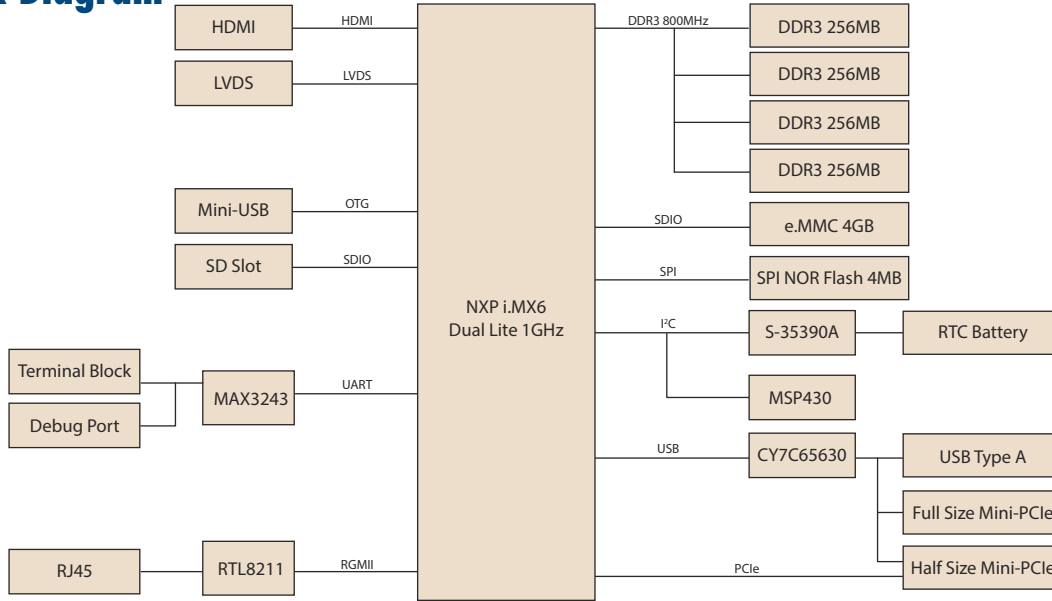 Diagram
HDMI
HDMI
LVDS
LVDS
Mini-USB
OTG
SD Slot
SDIO
Terminal Block
Debug Port
MAX3243
UART
RJ45
RTL8211
RGMII
NXP i.MX6
Dual Lite 1GHz
DDR3 800MHz
DDR3 256MB
DDR3 256MB
DDR3 256MB
DDR3 256MB
SDIO
e.MMC 4GB
SPI
SPI NOR Flash 4MB
I²C
S-35390A
RTC Battery
MSP430
USB
CY7C65630
USB Type A
Full Size Mini-PCIe
Half Size Mini-PCIe
PCIe